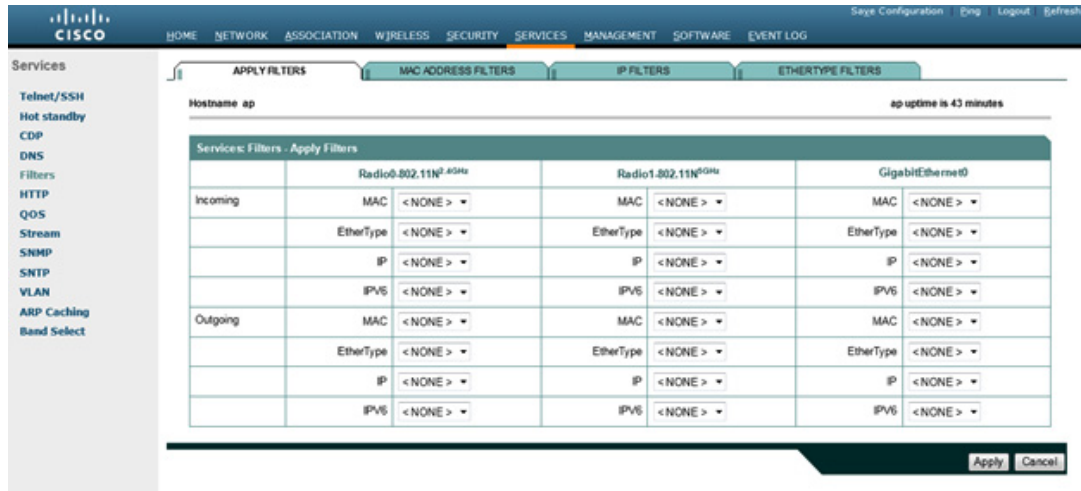 Save Configuration Ping Logout Refresh
CISCO
HOME NETWORK ASSOCIATION WIRELESS SECURITY SERVICES MANAGEMENT SOFTWARE EVENT LOG
Services
Telnet/SSH
Hot standby
CDP
DNS
Filters
HTTP
QOS
Stream
SNMP
SNTP
VLAN
ARP Caching
Band Select
APPLY FILTERS MAC ADDRESS FILTERS IP FILTERS ETHERTYPE FILTERS
Hostname ap ap uptime is 43 minutes
Services: Filters - Apply Filters
Radio0-802.11N2.4GHz Radio1-802.11N5GHz GigabitEthernet0
Incoming MAC < NONE > MAC < NONE > MAC < NONE >
EtherType < NONE > EtherType < NONE > EtherType < NONE >
IP < NONE > IP < NONE > IP < NONE >
IPV6 < NONE > IPV6 < NONE > IPV6 < NONE >
Outgoing MAC < NONE > MAC < NONE > MAC < NONE >
EtherType < NONE > EtherType < NONE > EtherType < NONE >
IP < NONE > IP < NONE > IP < NONE >
IPV6 < NONE > IPV6 < NONE > IPV6 < NONE >
Apply Cancel